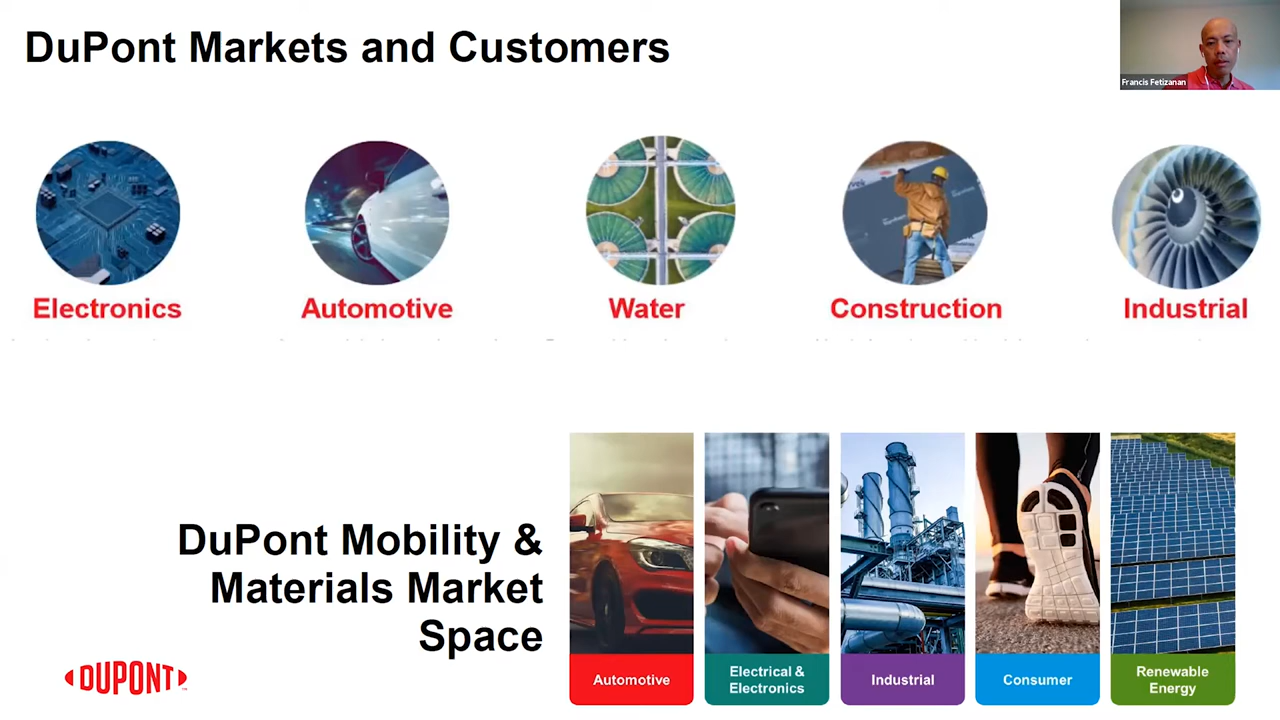 DuPont Markets and Customers
Francis Fetizanan
Electronics
Automotive
Water
Construction
Industrial
DuPont Mobility &
Materials Market
Space
Automotive
Electrical &
Electronics
Industrial
Consumer
Renewable
Energy
DUPONT